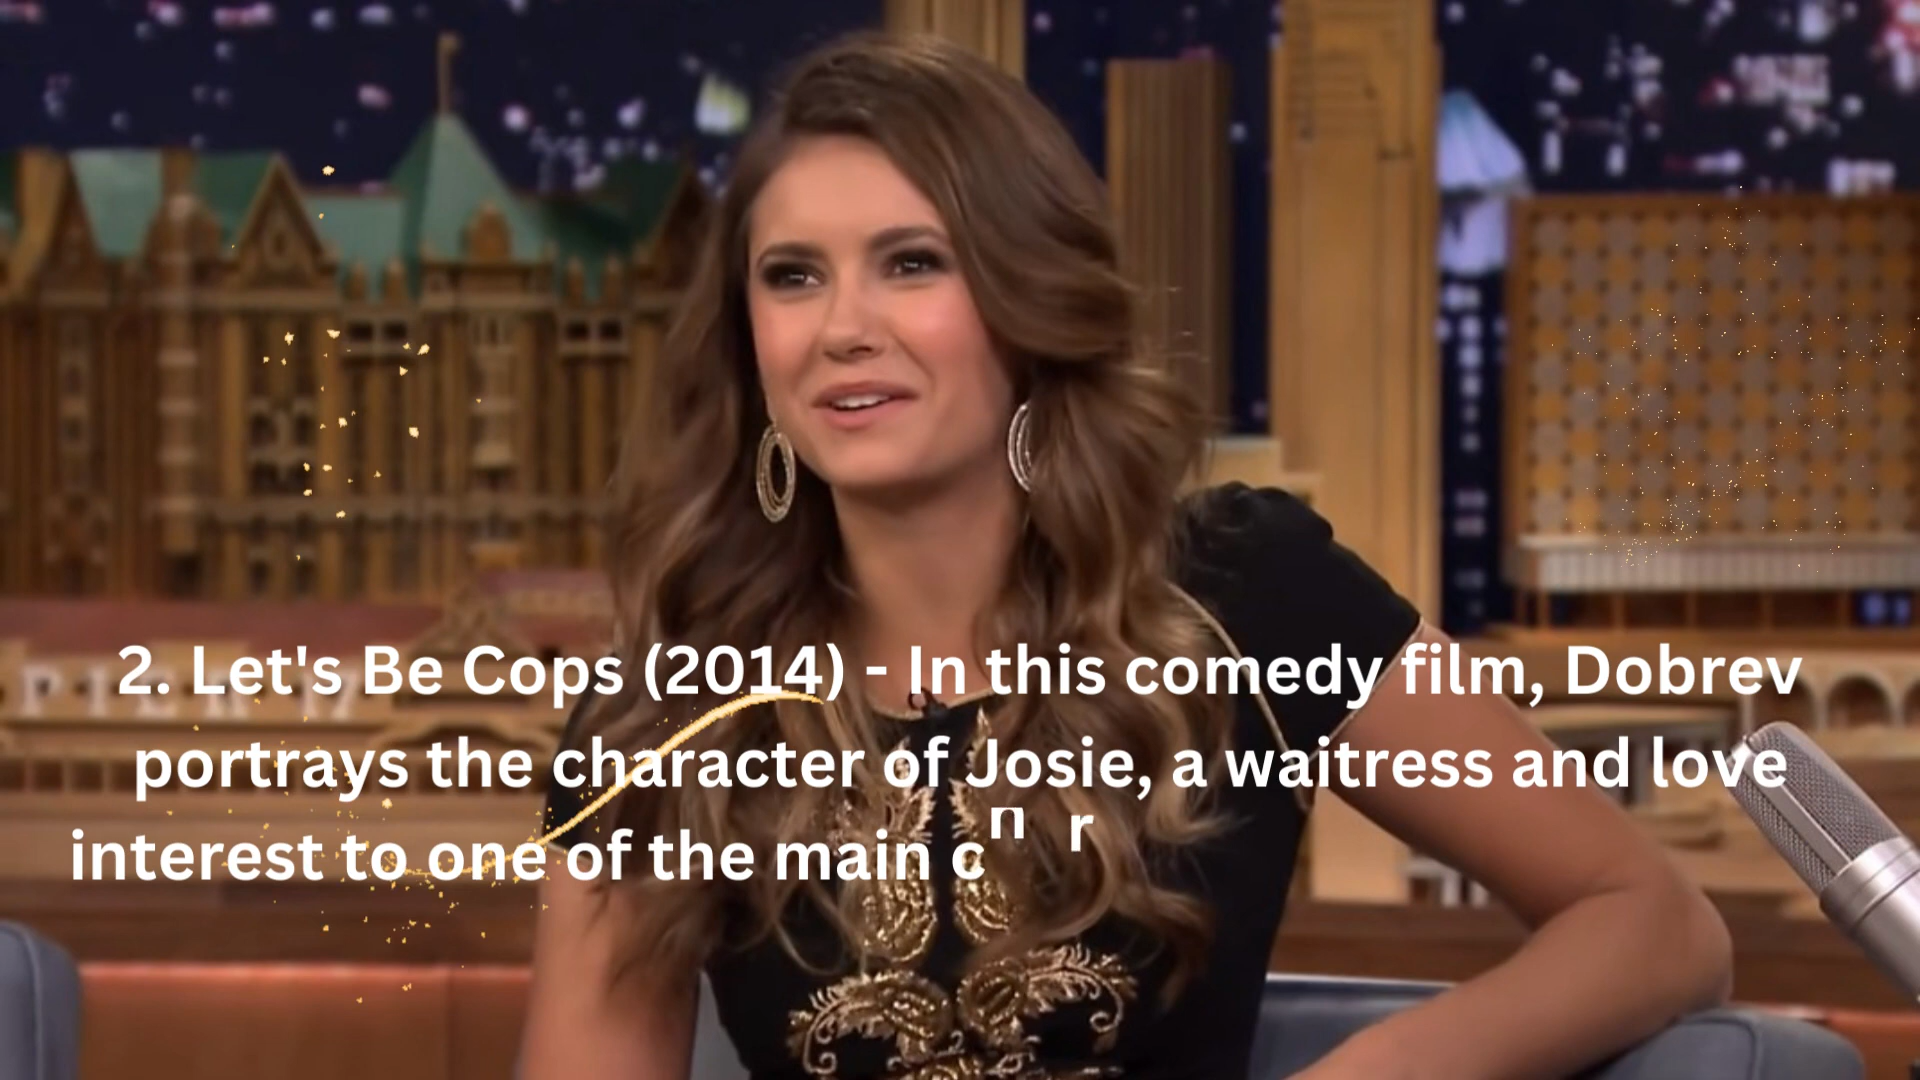 2. Let's Be Cops (2014) - In this comedy film, Dobrev
portrays the character of Josie, a waitress and love
interest to one of the main c